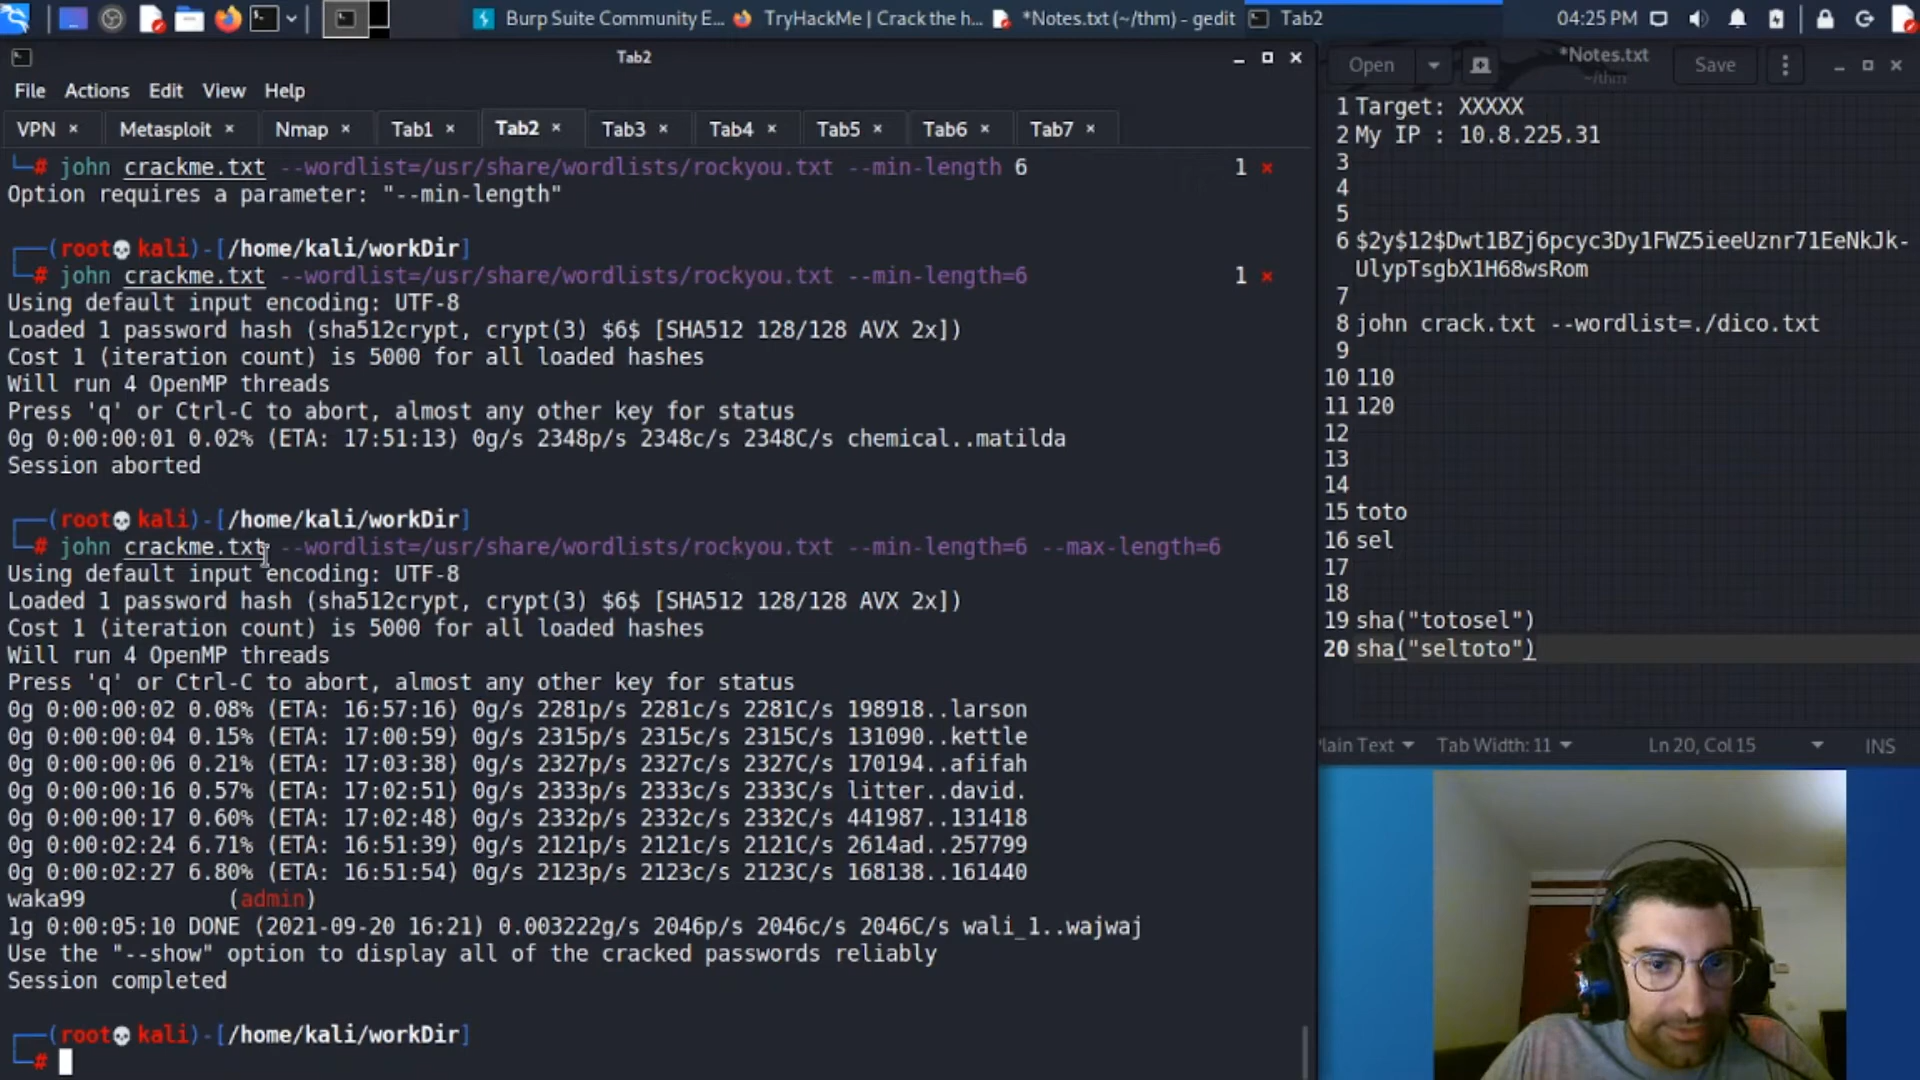 Burp Suite Community E...
TryHackMe | Crack the h...
*Notes.txt (~/thm) - gedit
Tab2
04:25 PM
Tab2
File Actions Edit View Help
VPN × Metasploit × Nmap × Tab1 × Tab2 × Tab3 × Tab4 × Tab5 × Tab6 × Tab7 ×
└─# john crackme.txt --wordlist=/usr/share/wordlists/rockyou.txt --min-length 6 1 ×
Option requires a parameter: "--min-length"
┌──(root💀kali)-[/home/kali/workDir]
└─# john crackme.txt --wordlist=/usr/share/wordlists/rockyou.txt --min-length=6 1 ×
Using default input encoding: UTF-8
Loaded 1 password hash (sha512crypt, crypt(3) $6$ [SHA512 128/128 AVX 2x])
Cost 1 (iteration count) is 5000 for all loaded hashes
Will run 4 OpenMP threads
Press 'q' or Ctrl-C to abort, almost any other key for status
0g 0:00:00:01 0.02% (ETA: 17:51:13) 0g/s 2348p/s 2348c/s 2348C/s chemical..matilda
Session aborted
┌──(root💀kali)-[/home/kali/workDir]
└─# john crackme.txt --wordlist=/usr/share/wordlists/rockyou.txt --min-length=6 --max-length=6
Using default input encoding: UTF-8
Loaded 1 password hash (sha512crypt, crypt(3) $6$ [SHA512 128/128 AVX 2x])
Cost 1 (iteration count) is 5000 for all loaded hashes
Will run 4 OpenMP threads
Press 'q' or Ctrl-C to abort, almost any other key for status
0g 0:00:00:02 0.08% (ETA: 16:57:16) 0g/s 2281p/s 2281c/s 2281C/s 198918..larson
0g 0:00:00:04 0.15% (ETA: 17:00:59) 0g/s 2315p/s 2315c/s 2315C/s 131090..kettle
0g 0:00:00:06 0.21% (ETA: 17:03:38) 0g/s 2327p/s 2327c/s 2327C/s 170194..afifah
0g 0:00:00:16 0.57% (ETA: 17:02:51) 0g/s 2333p/s 2333c/s 2333C/s litter..david.
0g 0:00:00:17 0.60% (ETA: 17:02:48) 0g/s 2332p/s 2332c/s 2332C/s 441987..131418
0g 0:00:02:24 6.71% (ETA: 16:51:39) 0g/s 2121p/s 2121c/s 2121C/s 2614ad..257799
0g 0:00:02:27 6.80% (ETA: 16:51:54) 0g/s 2123p/s 2123c/s 2123C/s 168138..161440
waka99 (admin)
1g 0:00:05:10 DONE (2021-09-20 16:21) 0.003222g/s 2046p/s 2046c/s 2046C/s wali_1..wajwaj
Use the "--show" option to display all of the cracked passwords reliably
Session completed
┌──(root💀kali)-[/home/kali/workDir]
└─#
Open
*Notes.txt
~/thm
Save
1 Target: XXXXX
2 My IP : 10.8.225.31
3
4
5
6 $2y$12$Dwt1BZj6pcyc3Dy1FWZ5ieeUznr71EeNkJk-
UlypTsgbX1H68wsRom
7
8 john crack.txt --wordlist=./dico.txt
9
10 110
11 120
12
13
14
15 toto
16 sel
17
18
19 sha("totosel")
20 sha("seltoto")
lain Text Tab Width: 11 Ln 20, Col 15 INS